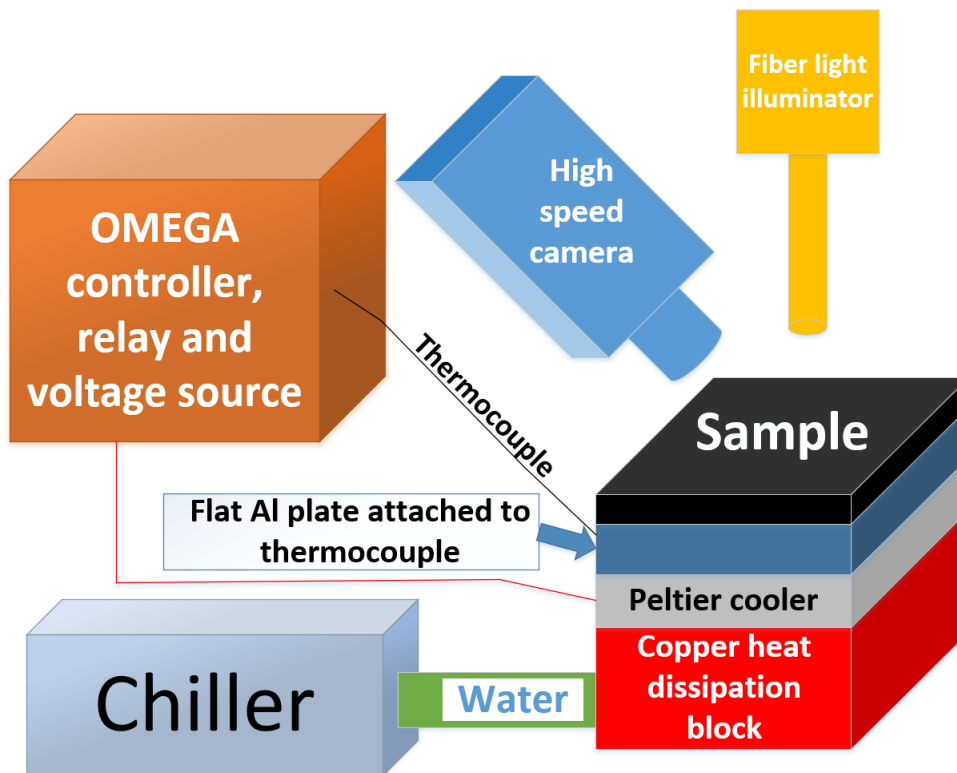 Fiber light
illuminator
High
speed
camera
OMEGA
controller,
relay and
voltage source
Thermocouple
Sample
Flat Al plate attached to
thermocouple
Peltier cooler
Copper heat
dissipation
block
Chiller
Water